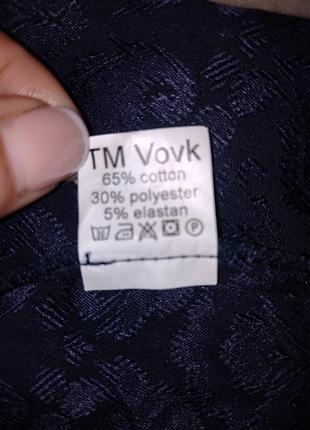 TM Vovk
65% cotton
30% polyester
5% elastan
P